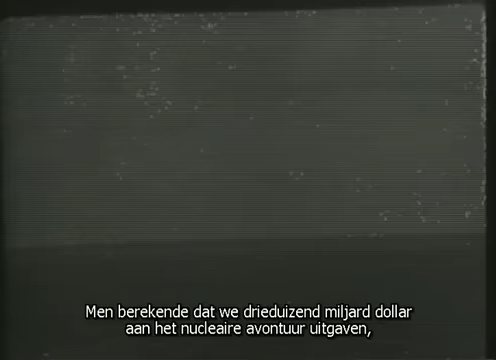 Men berekende dat we drieduizend miljard dollar
aan het nucleaire avontuur uitgaven,